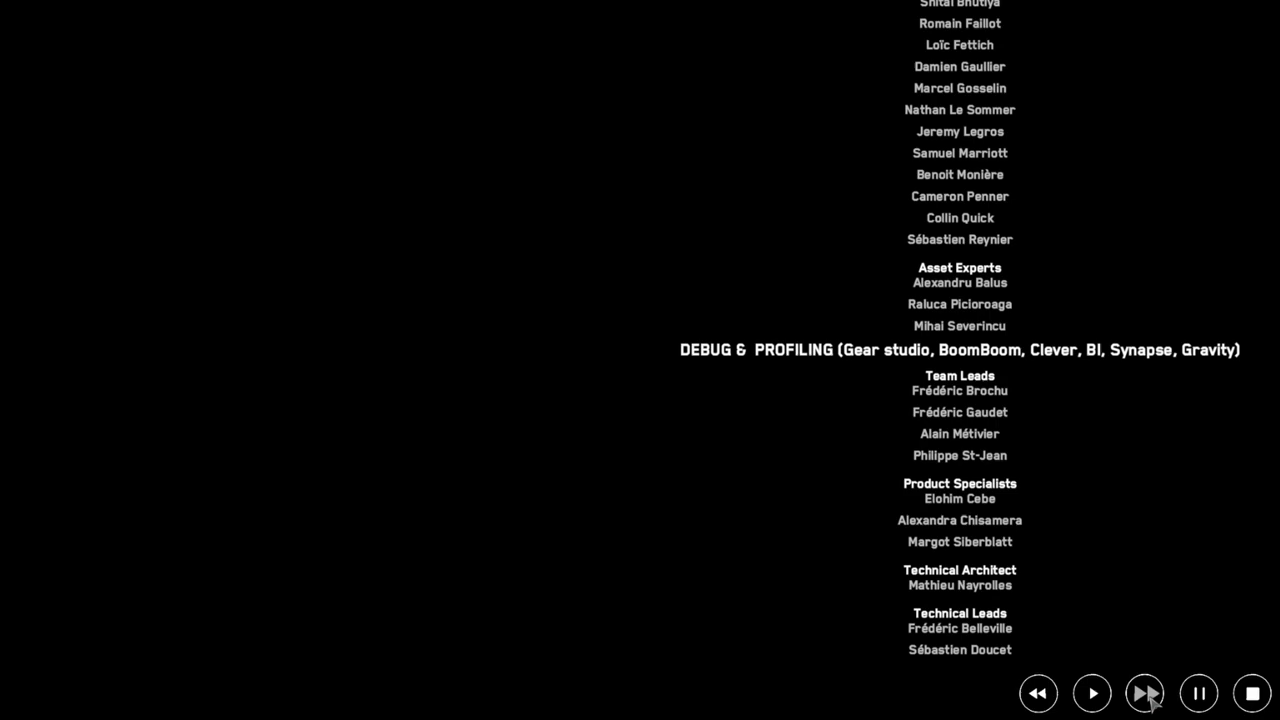 Shital Bhutiya
Romain Faillot
Loïc Fettich
Damien Gaullier
Marcel Gosselin
Nathan Le Sommer
Jeremy Legros
Samuel Marriott
Benoit Monière
Cameron Penner
Collin Quick
Sébastien Reynier
Asset Experts
Alexandru Balus
Raluca Picioroaga
Mihai Severincu
DEBUG & PROFILING (Gear studio, BoomBoom, Clever, BI, Synapse, Gravity)
Team Leads
Frédéric Brochu
Frédéric Gaudet
Alain Métivier
Philippe St-Jean
Product Specialists
Elohim Cebe
Alexandra Chisamera
Margot Siberblatt
Technical Architect
Mathieu Nayrolles
Technical Leads
Frédéric Belleville
Sébastien Doucet